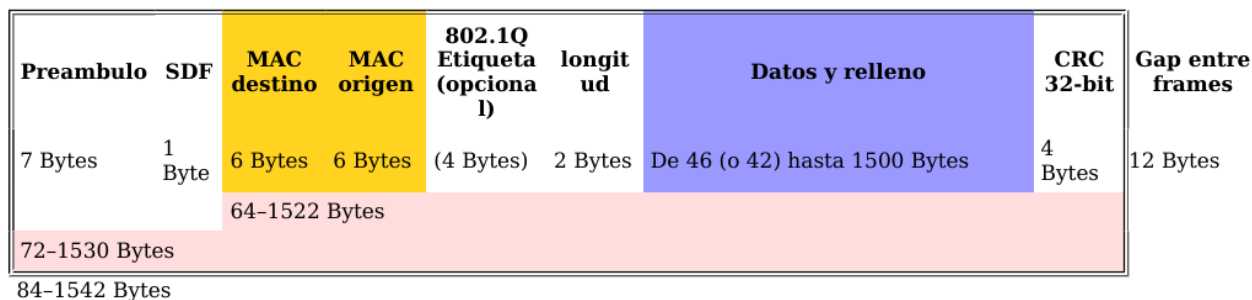 Preambulo SDF MAC destino MAC origen 802.1Q Etiqueta (opciona l) longit ud Datos y relleno CRC 32-bit Gap entre frames
7 Bytes 1 Byte 6 Bytes 6 Bytes (4 Bytes) 2 Bytes De 46 (o 42) hasta 1500 Bytes 4 Bytes 12 Bytes
64–1522 Bytes
72–1530 Bytes
84–1542 Bytes